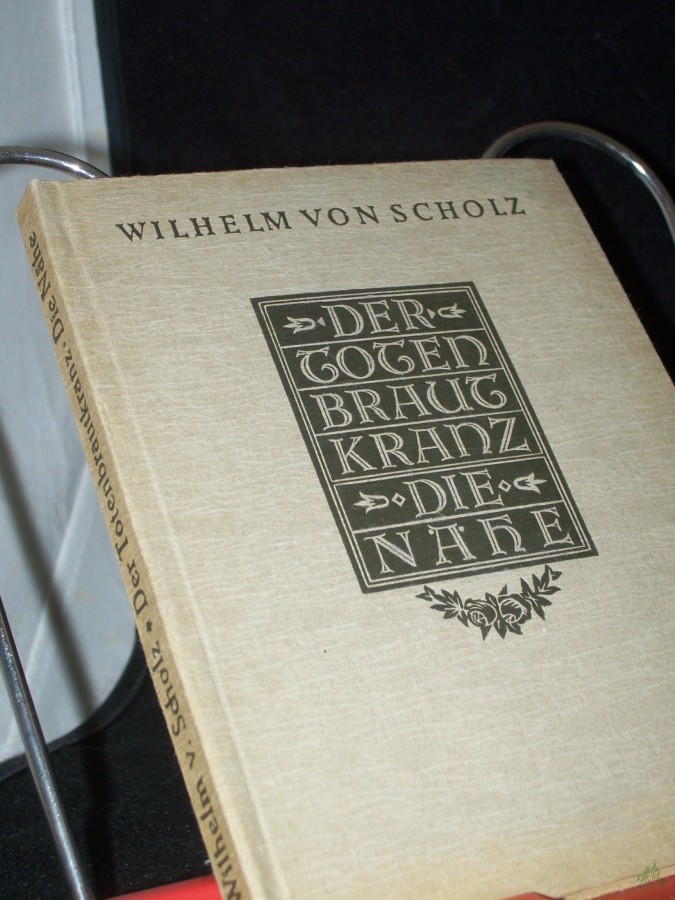 WILHELM VON SCHOLZ
DER
TOTEN
BRAUT
KRANZ
DIE
NÄHE
Wilhelm v. Scholz * Der Totenbrautkranz · Die Nähe